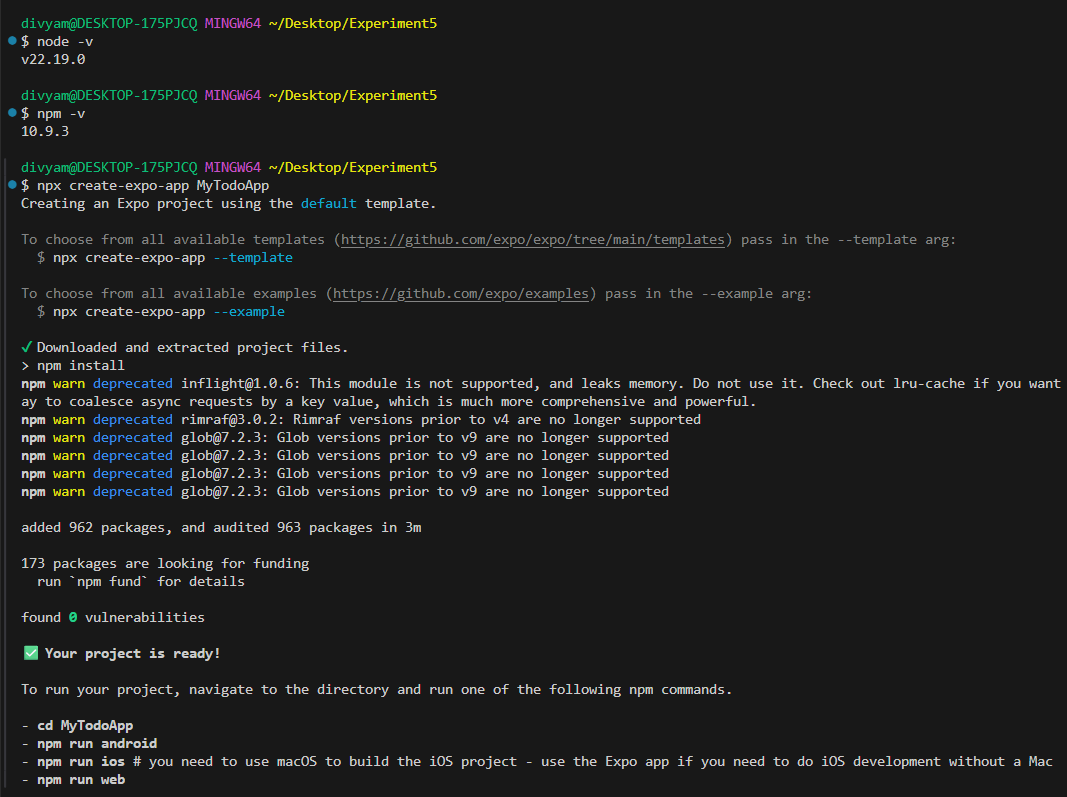 divyam@DESKTOP-175PJCQ MINGW64 ~/Desktop/Experiment5
$ node -v
v22.19.0
divyam@DESKTOP-175PJCQ MINGW64 ~/Desktop/Experiment5
$ npm -v
10.9.3
divyam@DESKTOP-175PJCQ MINGW64 ~/Desktop/Experiment5
$ npx create-expo-app MyTodoApp
Creating an Expo project using the default template.
To choose from all available templates (https://github.com/expo/expo/tree/main/templates) pass in the --template arg:
$ npx create-expo-app --template
To choose from all available examples (https://github.com/expo/examples) pass in the --example arg:
$ npx create-expo-app --example
✔ Downloaded and extracted project files.
> npm install
npm warn deprecated inflight@1.0.6: This module is not supported, and leaks memory. Do not use it. Check out lru-cache if you want
ay to coalesce async requests by a key value, which is much more comprehensive and powerful.
npm warn deprecated rimraf@3.0.2: Rimraf versions prior to v4 are no longer supported
npm warn deprecated glob@7.2.3: Glob versions prior to v9 are no longer supported
npm warn deprecated glob@7.2.3: Glob versions prior to v9 are no longer supported
npm warn deprecated glob@7.2.3: Glob versions prior to v9 are no longer supported
npm warn deprecated glob@7.2.3: Glob versions prior to v9 are no longer supported
added 962 packages, and audited 963 packages in 3m
173 packages are looking for funding
run `npm fund` for details
found 0 vulnerabilities
✅ Your project is ready!
To run your project, navigate to the directory and run one of the following npm commands.
- cd MyTodoApp
- npm run android
- npm run ios # you need to use macOS to build the iOS project - use the Expo app if you need to do iOS development without a Mac
- npm run web